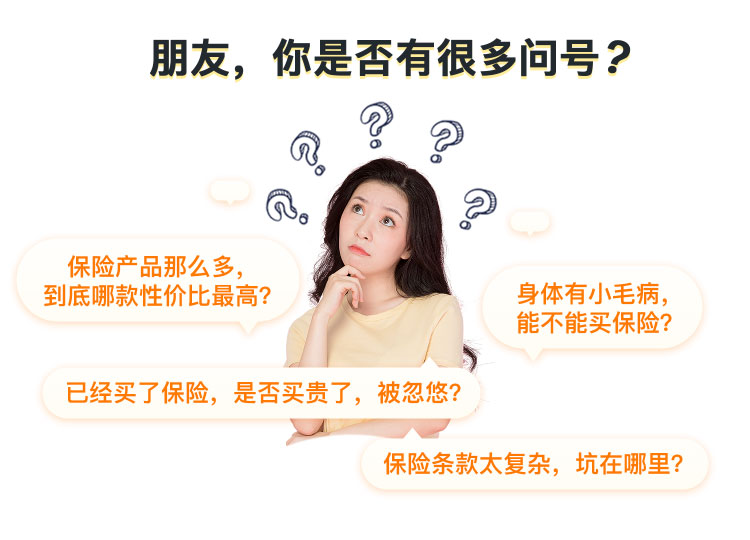 朋友，你是否有很多问号？
保险产品那么多，
到底哪款性价比最高？
身体有小毛病，
能不能买保险？
已经买了保险，是否买贵了，被忽悠？
保险条款太复杂，坑在哪里？